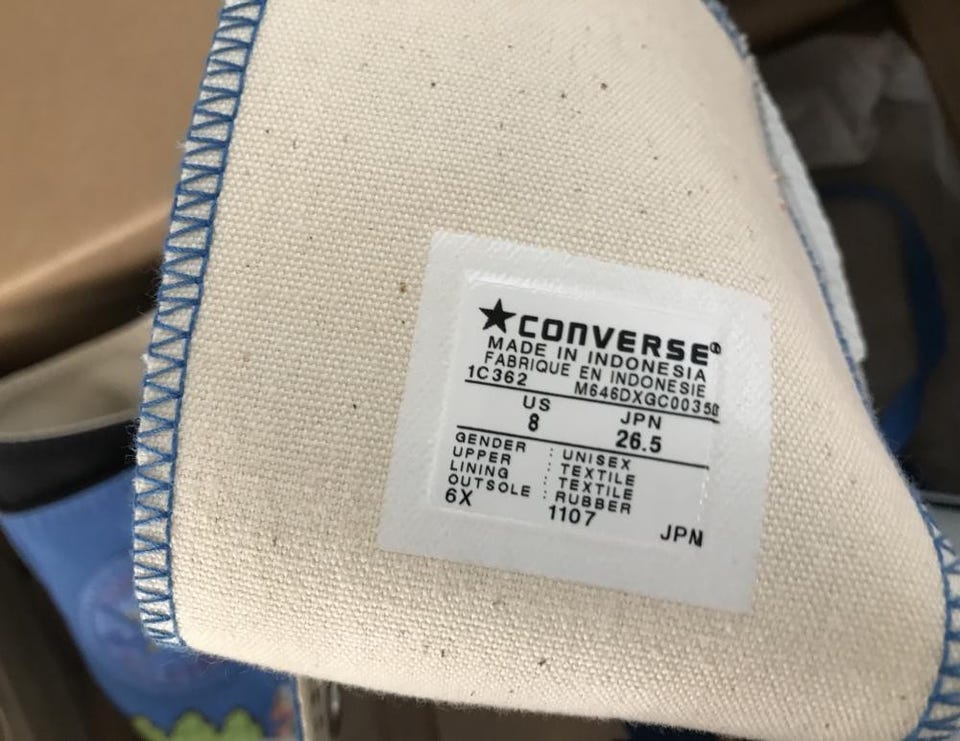 ★CONVERSE®
MADE IN INDONESIA
FABRIQUE EN INDONESIE
1C362 M646DXGC00350
US JPN
8 26.5
GENDER : UNISEX
UPPER : TEXTILE
LINING : TEXTILE
OUTSOLE : RUBBER
6X 1107 JPN